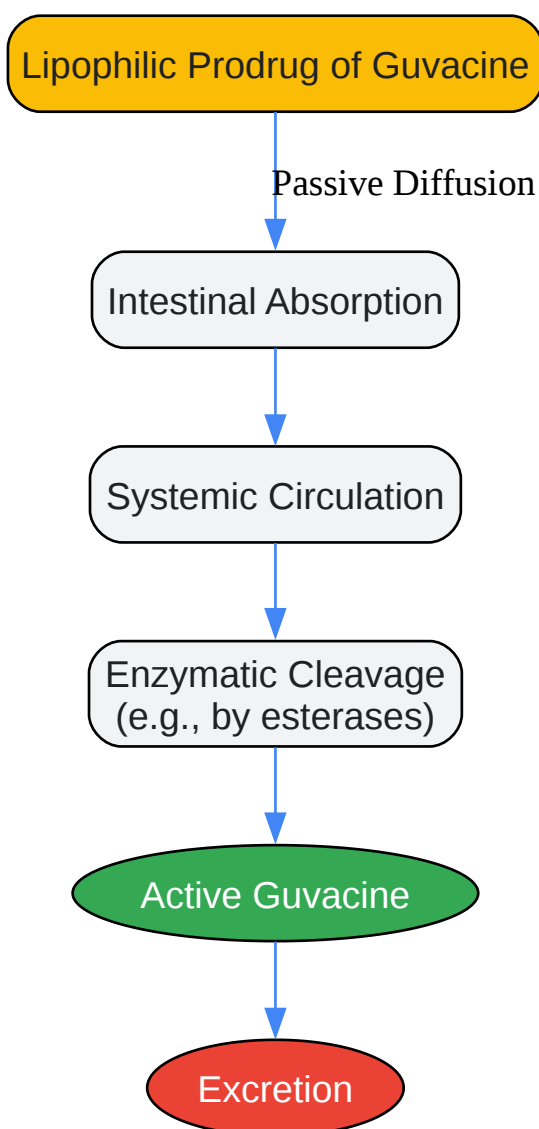 Lipophilic Prodrug of Guvacine
Passive Diffusion
Intestinal Absorption
Systemic Circulation
Enzymatic Cleavage
(e.g., by esterases)
Active Guvacine
Excretion